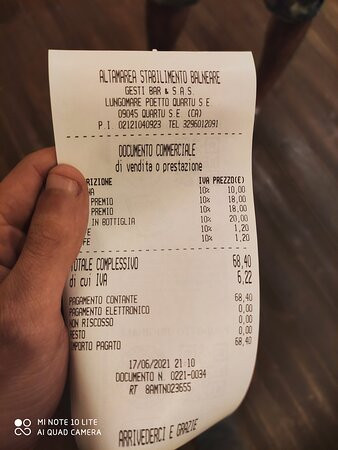 ALTAMAREA STABILIMENTO BALNEARE
GESTI BAR & S.A.S.
LUNGOMARE POETTO QUARTU S E
09045 QUARTU S.E. (CA)
P.I 02121040923 TEL 3296012091
DOCUMENTO COMMERCIALE
di vendita o prestazione
RIZIONE IVA PREZZO(E)
HA 10% 10,00
PREMIO 10% 18,00
PREMIO 10% 18,00
IN BOTTIGLIA 10% 20,00
E 10% 1,20
FE 10% 1,20
TOTALE COMPLESSIVO 68,40
di cui IVA 6,22
PAGAMENTO CONTANTE 68,40
PAGAMENTO ELETTRONICO 0,00
NON RISCOSSO 0,00
RESTO 0,00
IMPORTO PAGATO 68,40
17/06/2021 21:10
DOCUMENTO N. 0221-0034
RT 8AMTN023655
ARRIVEDERCI E GRAZIE
MI NOTE 10 LITE
AI QUAD CAMERA